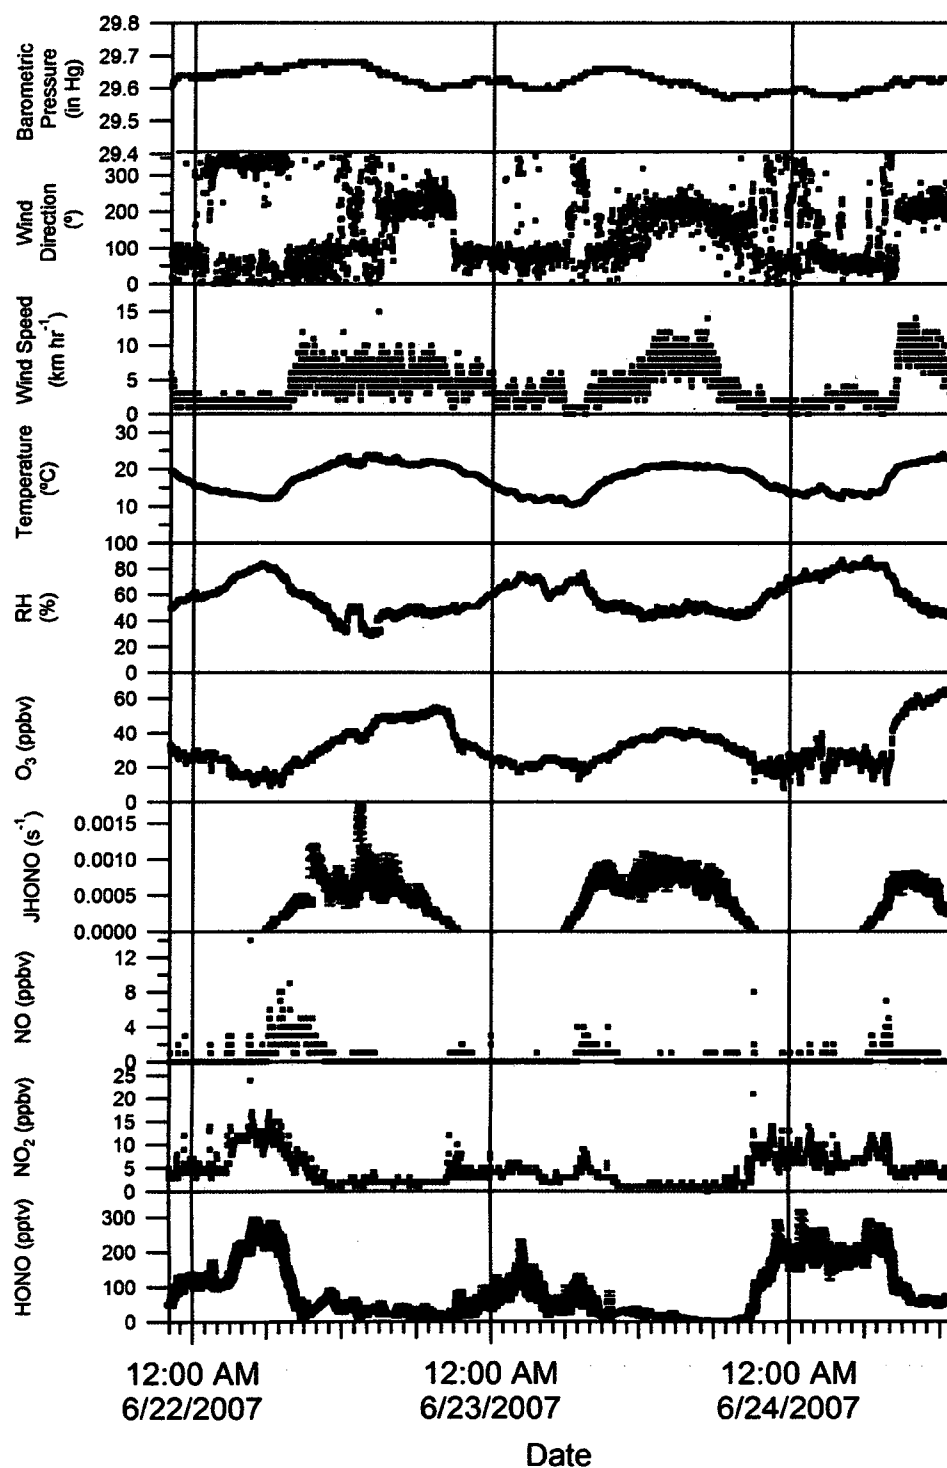 Barometric
Pressure
(in Hg)
29.8
29.7
29.6
29.5
29.4
Wind
Direction
(º)
300
200
100
0
Wind Speed
(km hr⁻¹)
15
10
5
0
Temperature
(ºC)
30
20
10
RH
(%)
100
80
60
40
20
0
O₃ (ppbv)
60
40
20
0
JHONO (s⁻¹)
0.0015
0.0010
0.0005
0.0000
NO (ppbv)
12
8
4
0
NO₂ (ppbv)
25
20
15
10
5
0
HONO (pptv)
300
200
100
0
12:00 AM 12:00 AM 12:00 AM
6/22/2007 6/23/2007 6/24/2007
Date